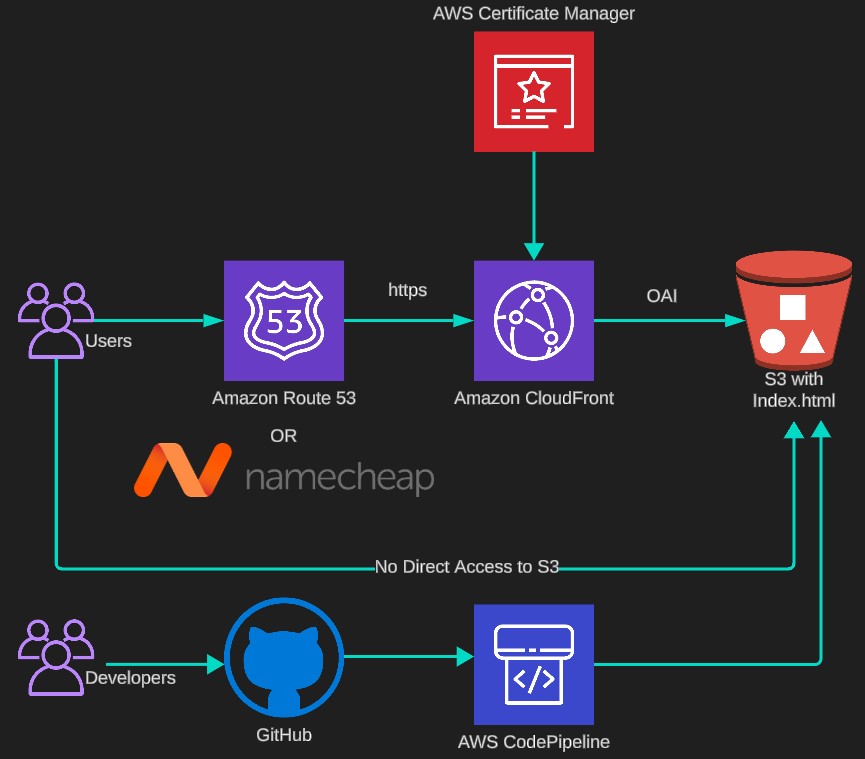 AWS Certificate Manager
https
OAI
53
Users
Amazon Route 53
Amazon CloudFront
S3 with
Index.html
OR
namecheap
No Direct Access to S3
</>
Developers
GitHub
AWS CodePipeline